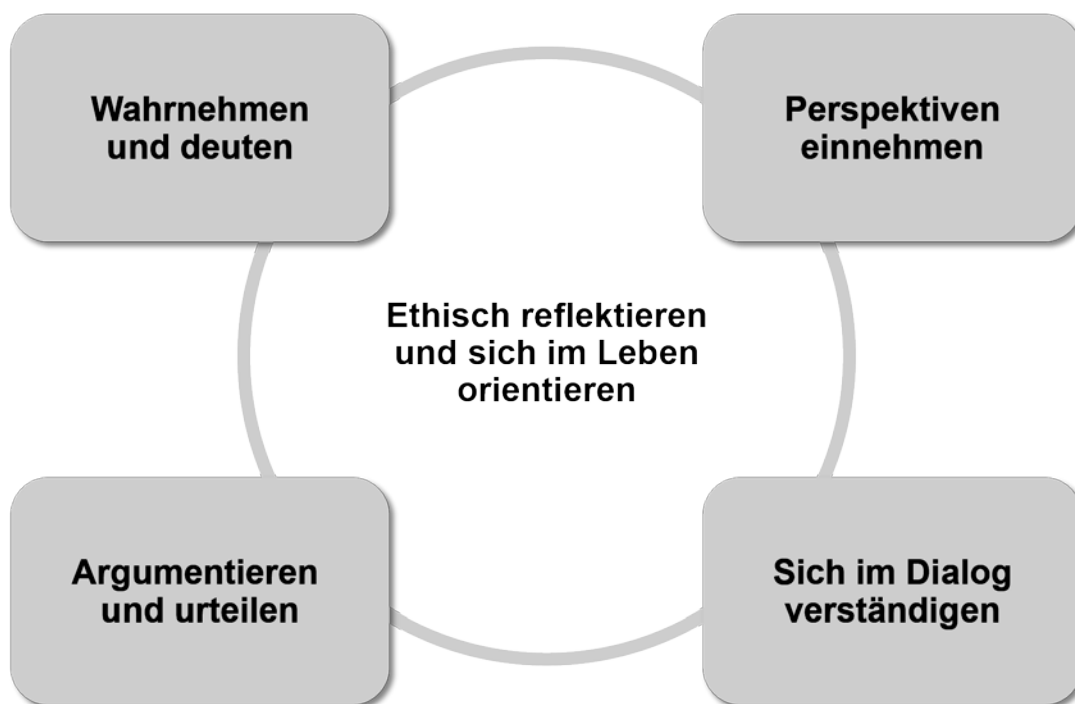 Wahrnehmen
und deuten
Perspektiven
einnehmen
Ethisch reflektieren
und sich im Leben
orientieren
Argumentieren
und urteilen
Sich im Dialog
verständigen